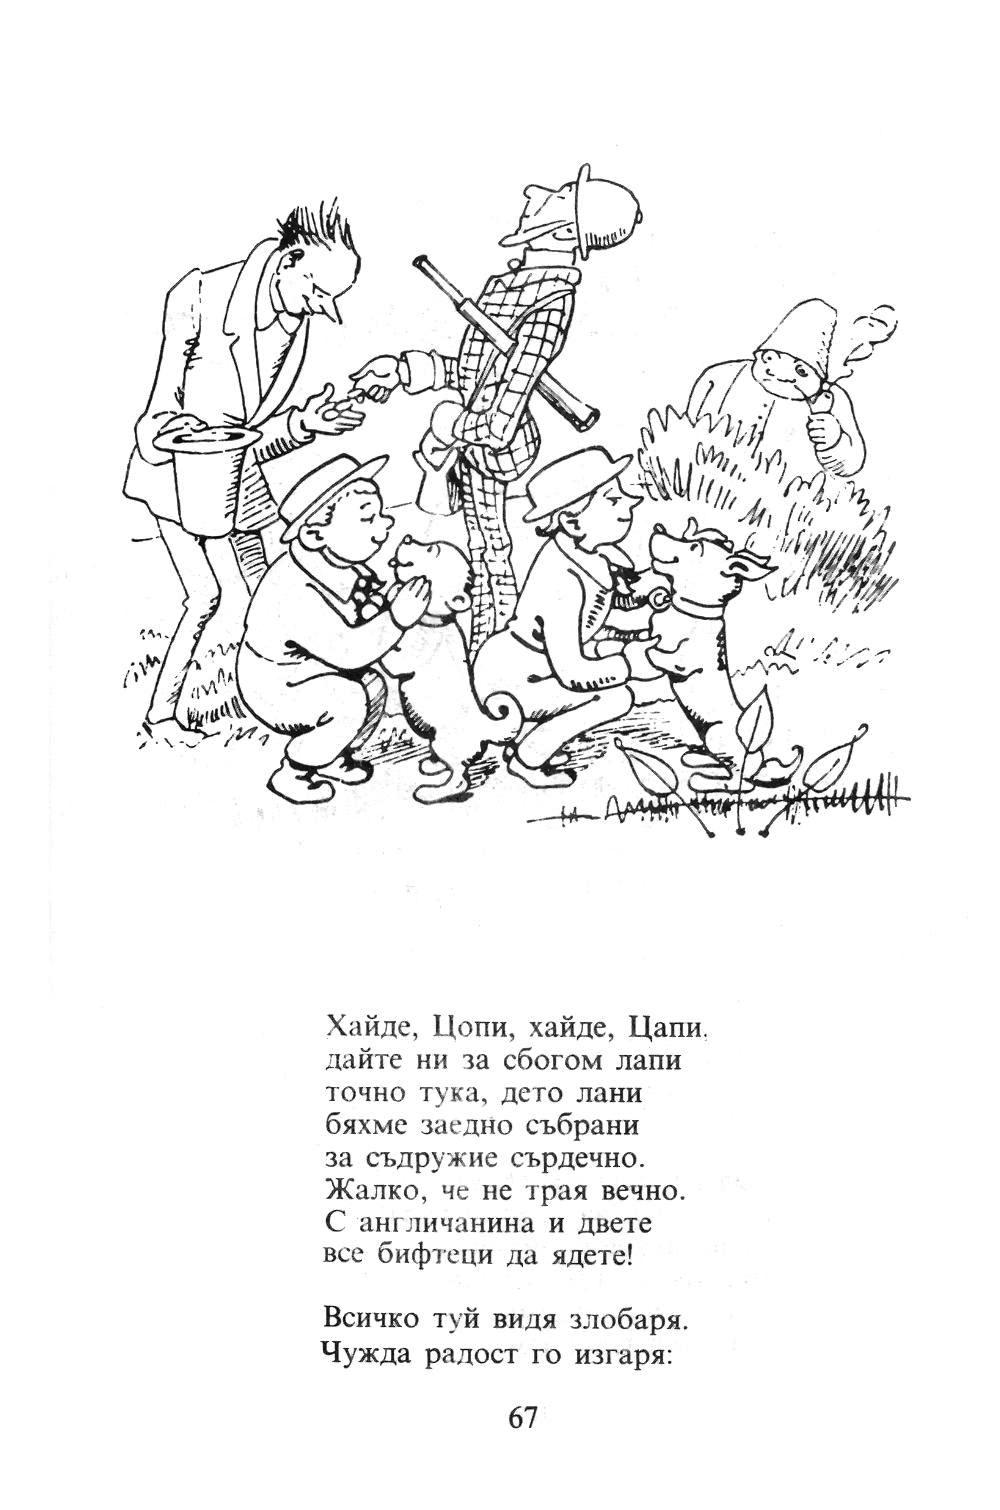 Хайде, Цопи, хайде, Цапи,
дайте ни за сбогом лапи
точно тука, дето лани
бяхме заедно събрани
за съдружие сърдечно.
Жалко, че не трая вечно.
С англичанина и двете
все бифтеци да ядете!
Всичко туй видя злобаря.
Чужда радост го изгаря:
67